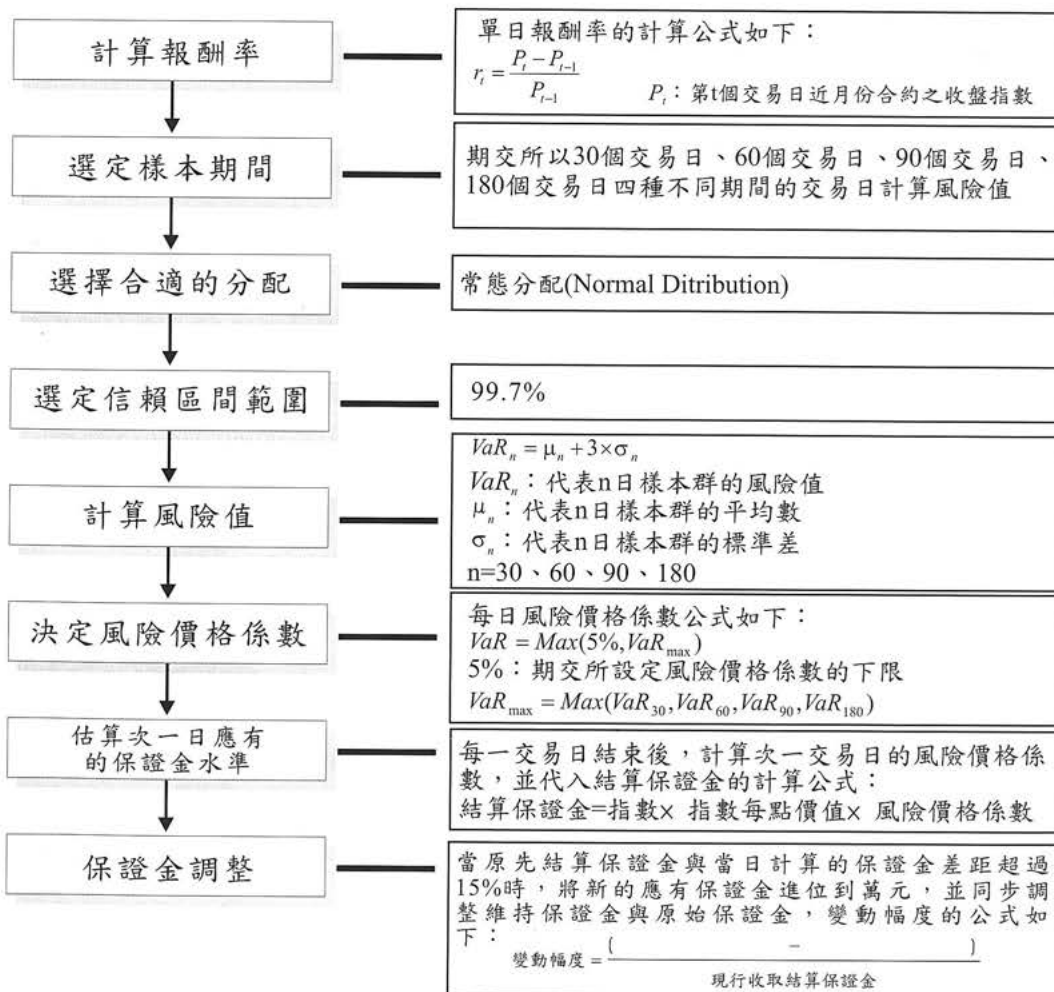 計算報酬率
單日報酬率的計算公式如下：
r_t = (P_t − P_{t−1}) / P_{t−1}
P_t：第t個交易日近月份合約之收盤指數
選定樣本期間
期交所以30個交易日、60個交易日、90個交易日、
180個交易日四種不同期間的交易日計算風險值
選擇合適的分配
常態分配(Normal Ditribution)
選定信賴區間範圍
99.7%
計算風險值
VaR_n = μ_n + 3×σ_n
VaR_n：代表n日樣本群的風險值
μ_n：代表n日樣本群的平均數
σ_n：代表n日樣本群的標準差
n=30、60、90、180
決定風險價格係數
每日風險價格係數公式如下：
VaR = Max(5%,VaR_max)
5%：期交所設定風險價格係數的下限
VaR_max = Max(VaR_30,VaR_60,VaR_90,VaR_180)
估算次一日應有
的保證金水準
每一交易日結束後，計算次一交易日的風險價格係
數，並代入結算保證金的計算公式：
結算保證金=指數× 指數每點價值× 風險價格係數
保證金調整
當原先結算保證金與當日計算的保證金差距超過
15%時，將新的應有保證金進位到萬元，並同步調
整維持保證金與原始保證金，變動幅度的公式如
下：
變動幅度 = ( − )
現行收取結算保證金